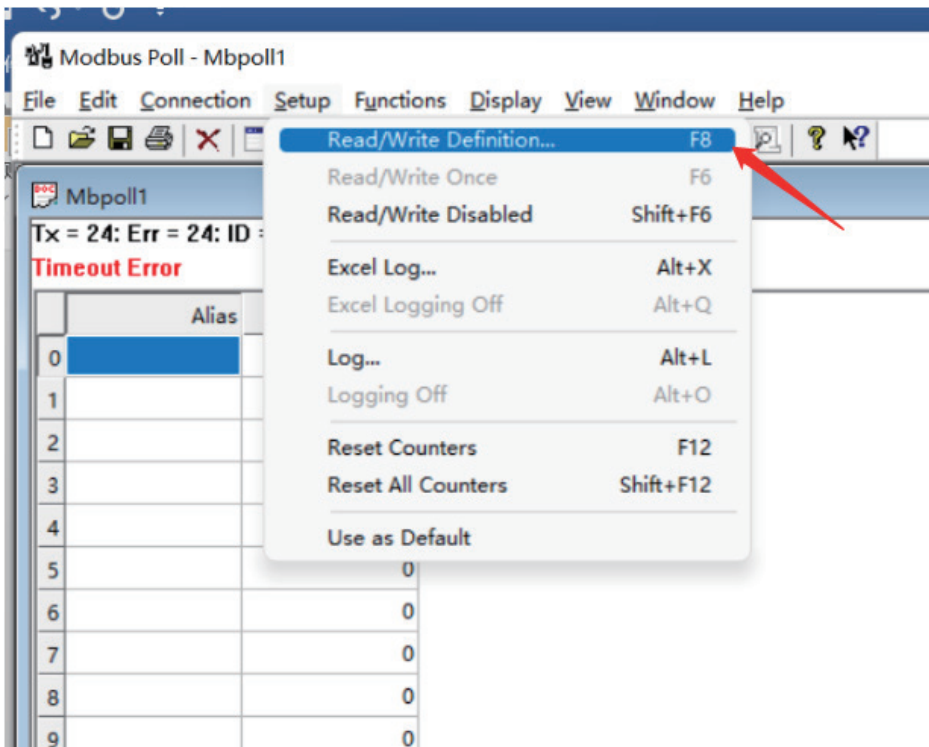 Modbus Poll - Mbpoll1
File Edit Connection Setup Functions Display View Window Help
Read/Write Definition... F8
Read/Write Once F6
Read/Write Disabled Shift+F6
Excel Log... Alt+X
Excel Logging Off Alt+Q
Log... Alt+L
Logging Off Alt+O
Reset Counters F12
Reset All Counters Shift+F12
Use as Default
Mbpoll1
Tx = 24: Err = 24: ID =
Timeout Error
Alias
0
1
2
3
4
5 0
6 0
7 0
8 0
9 0